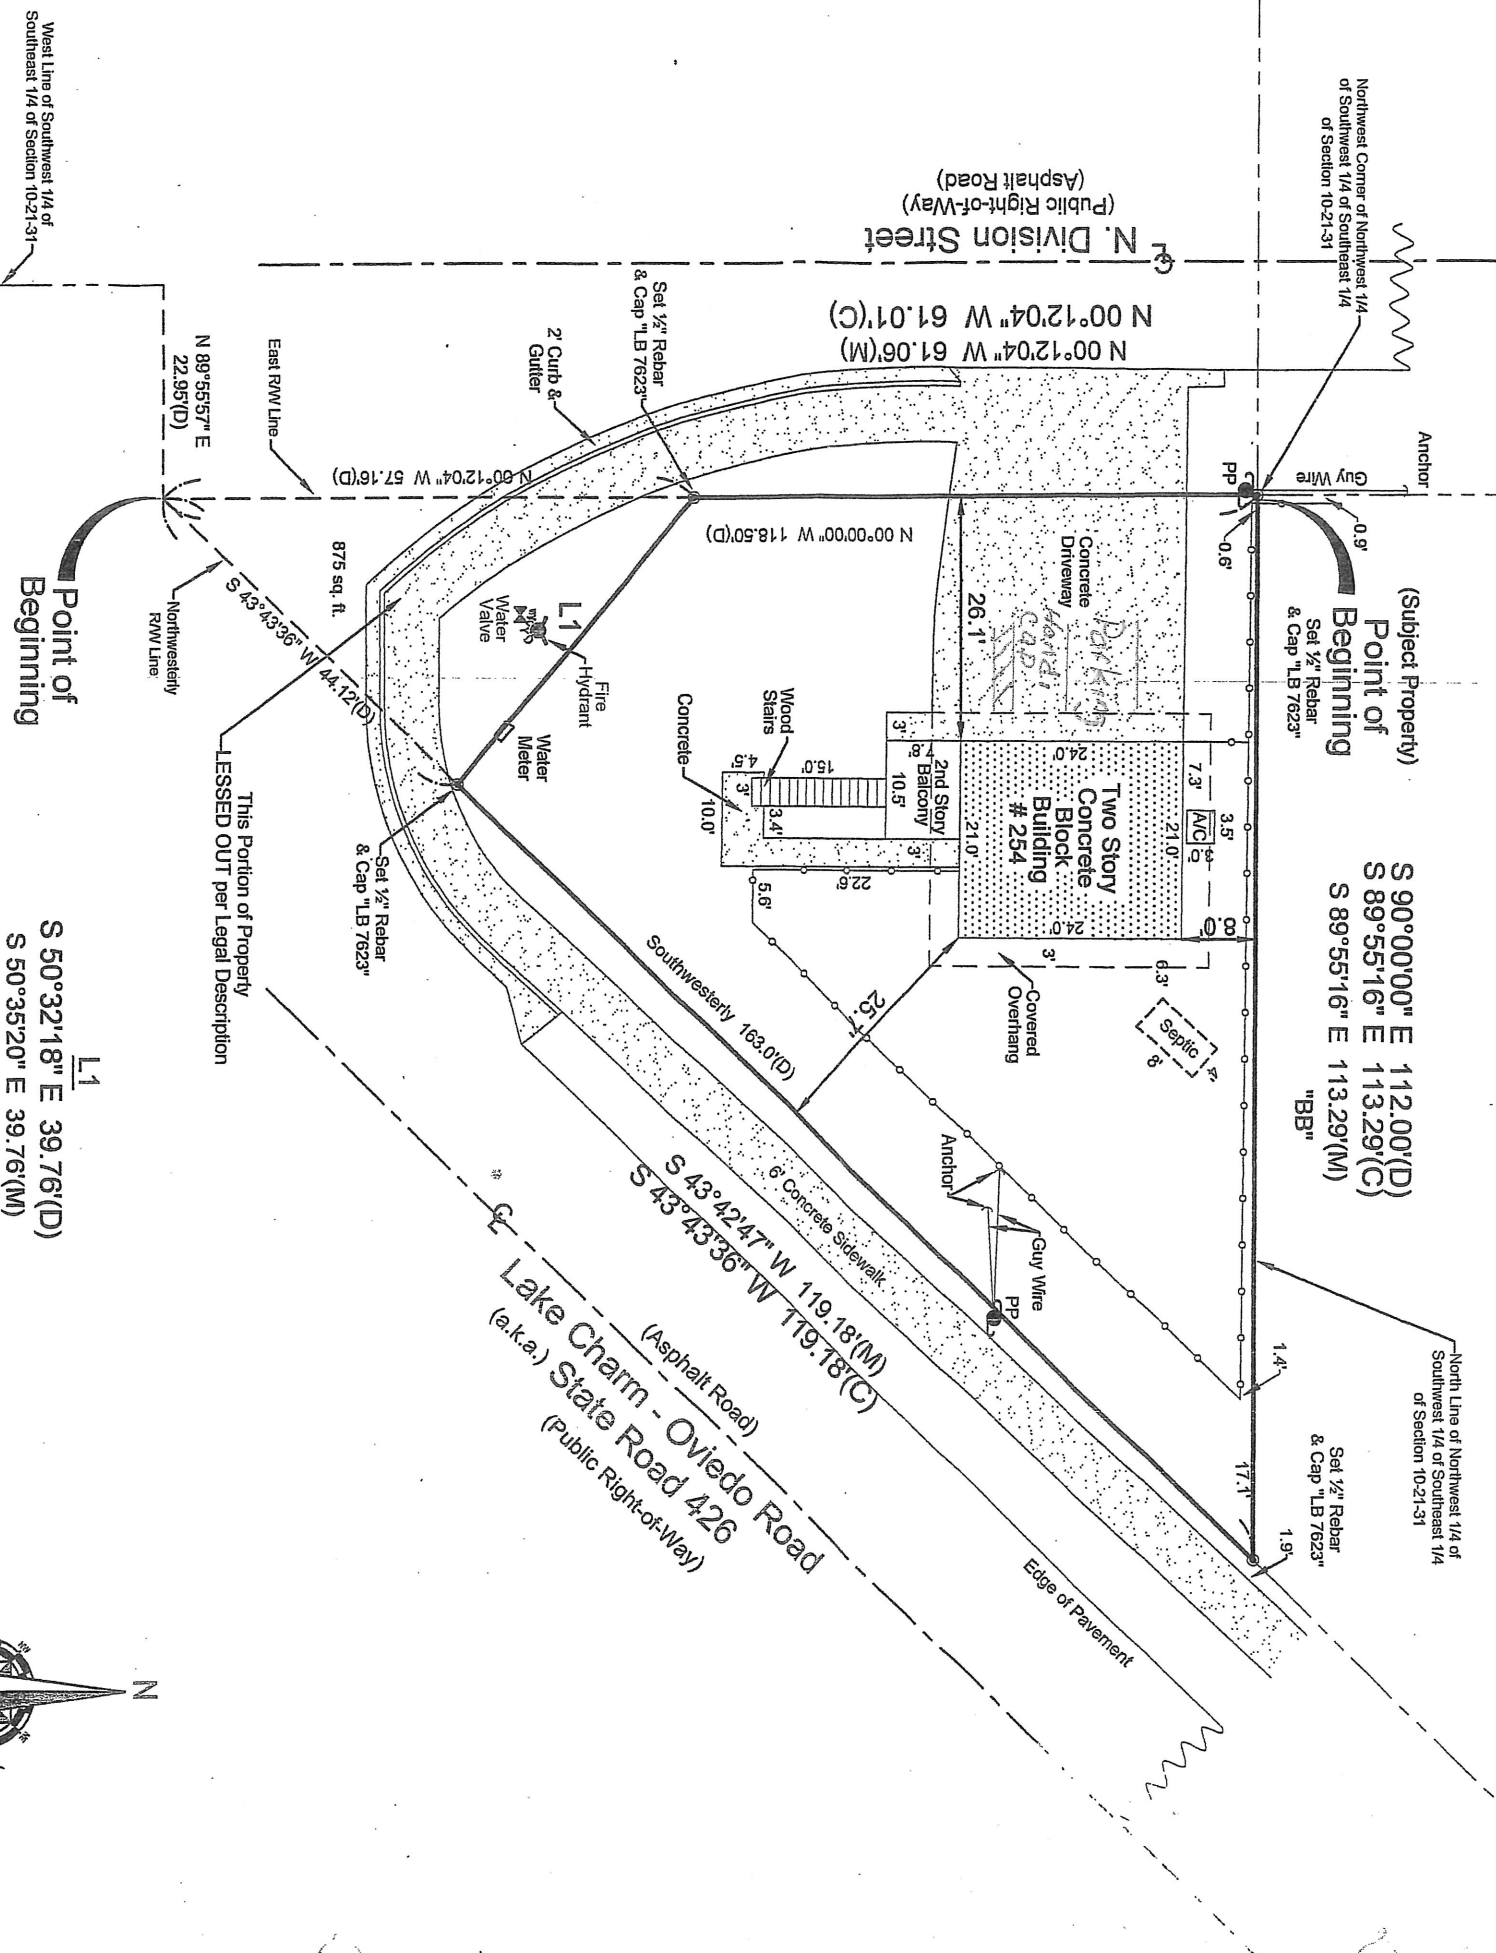 West Line of Southwest 1/4 of
Southeast 1/4 of Section 10-21-31
Northwest Corner of Northwest 1/4
of Southwest 1/4 of Southeast 1/4
of Section 10-21-31
N. Division Street
(Public Right-of-Way)
(Asphalt Road)
N 00°12'04" W 61.01'(C)
N 00°12'04" W 61.06'(M)
Set ½" Rebar
& Cap "LB 7623"
2' Curb &
Gutter
East R/W Line
N 89°55'57" E
22.95'(D)
N 00°12'04" W 57.16'(D)
N 00°00'00" W 118.50'(D)
Anchor
Guy Wire
PP
0.9'
0.6'
(Subject Property)
Point of
Beginning
Set ½" Rebar
& Cap "LB 7623"
S 90°00'00" E 112.00'(D)
S 89°55'16" E 113.29'(C)
S 89°55'16" E 113.29'(M)
"BB"
North Line of Northwest 1/4 of
Southwest 1/4 of Southeast 1/4
of Section 10-21-31
Set ½" Rebar
& Cap "LB 7623"
1.4'
17.1'
1.9'
Concrete
Driveway
Parking
Handi
CAP
26.1'
Two Story
Concrete
Block
Building
# 254
24.0'
21.0'
21.0'
24.0'
7.3'
A/C
3.5'
3'
8.0'
6.3'
3'
Covered
Overhang
Septic
8'
2nd Story
Balcony
3'
7.8'
10.5'
3'
Wood
Stairs
15.0'
4.5'
3'
3.4'
10.0'
Concrete
22.6'
5.6'
L1
Water
Valve
Fire
Hydrant
Water
Meter
875 sq. ft.
S 43°43'36" W 44.12'(D)
Northwesterly
R/W Line
Point of
Beginning
This Portion of Property
LESSED OUT per Legal Description
Set ½" Rebar
& Cap "LB 7623"
Southwesterly 163.0'(D)
Anchor
Guy Wire
PP
6' Concrete Sidewalk
S 43°42'47" W 119.18'(M)
S 43°43'36" W 119.18'(C)
Edge of Pavement
(Asphalt Road)
Lake Charm - Oviedo Road
(a.k.a.) State Road 426
(Public Right-of-Way)
L1
S 50°32'18" E 39.76'(D)
S 50°35'20" E 39.76'(M)
N